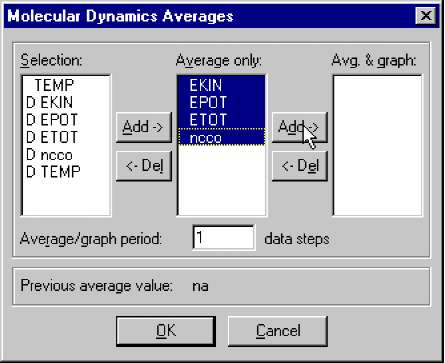 Molecular Dynamics Averages
Selection:
Average only:
Avg. & graph:
TEMP
D EKIN
D EPOT
D ETOT
D ncco
D TEMP
EKIN
EPOT
ETOT
ncco
Add ->
<- Del
Add ->
<- Del
Average/graph period: 1 data steps
Previous average value: na
OK
Cancel